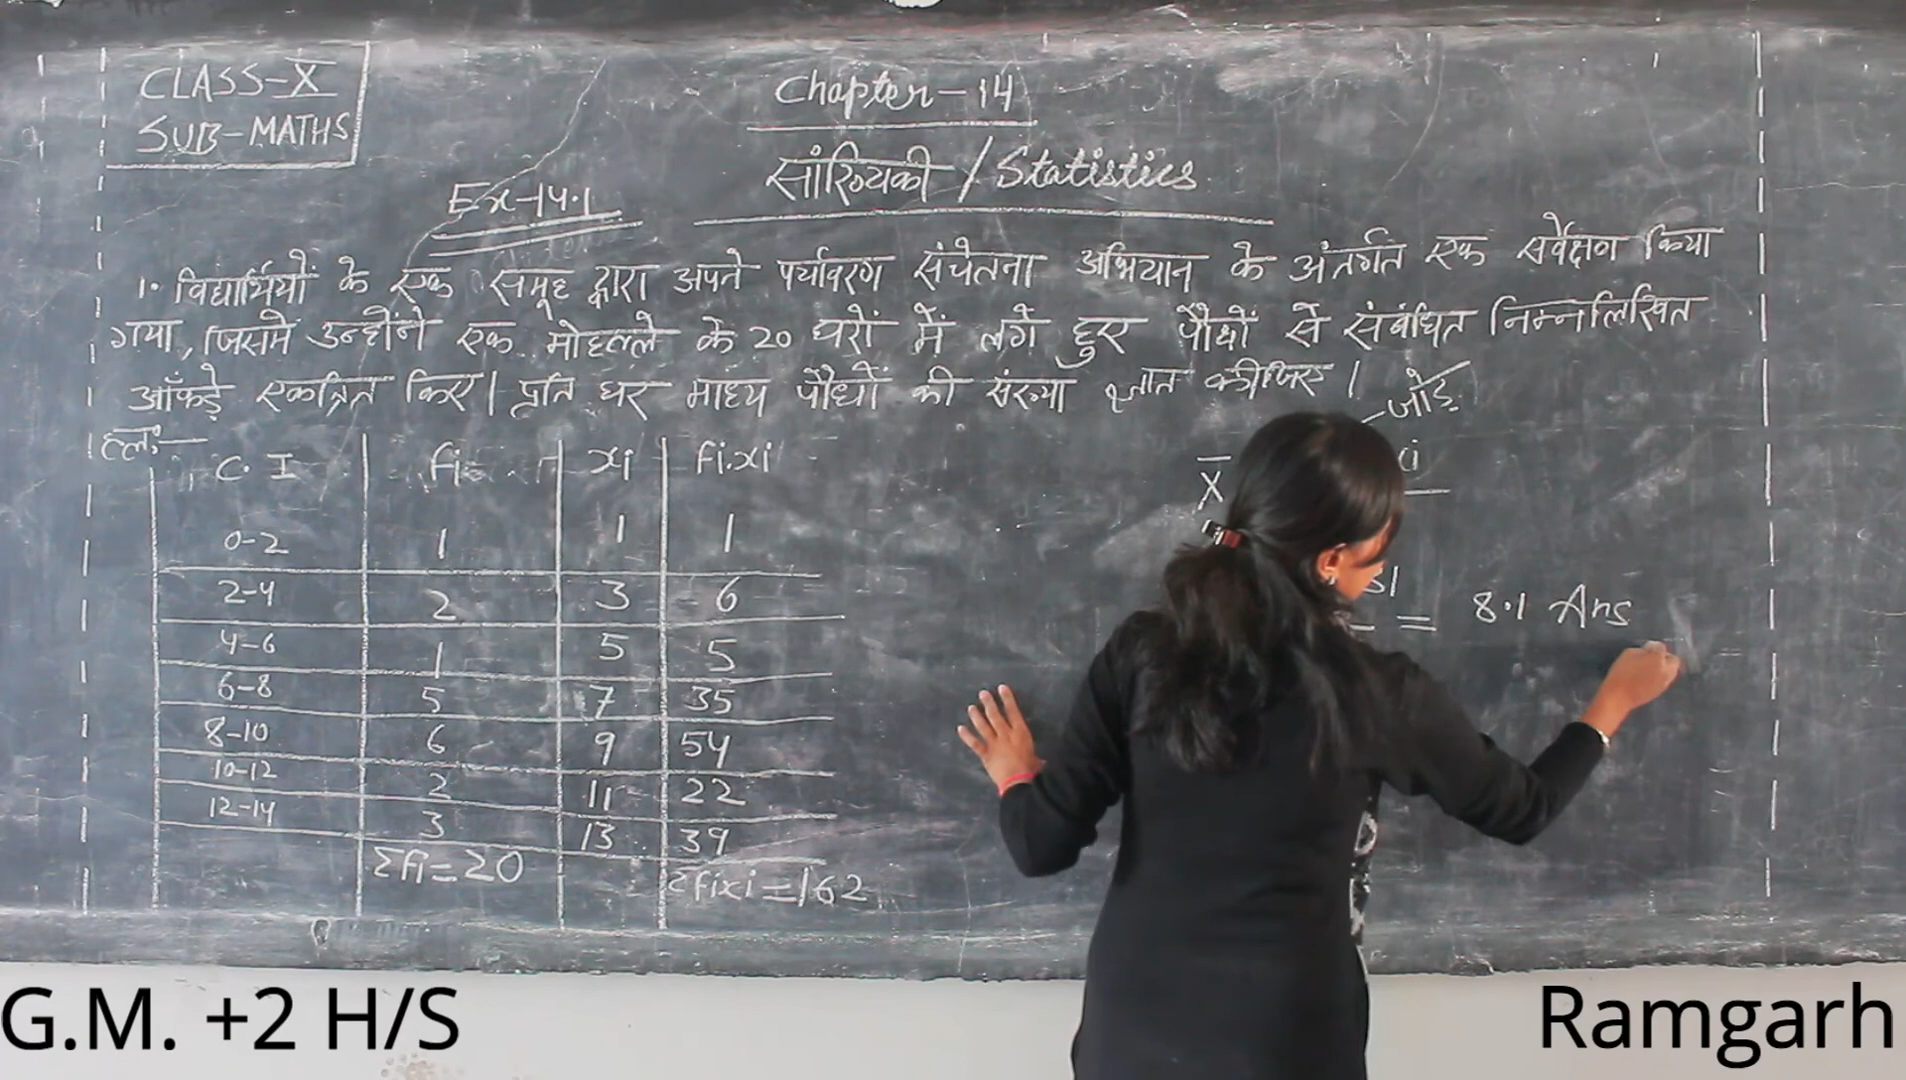 CLASS-X
SUB-MATHS
Chapter-14
सांख्यिकी / Statistics
Ex-14.1
1. विद्यार्थियों के एक समूह द्वारा अपने पर्यावरण संचेतना अभियान के अंतर्गत एक सर्वेक्षण किया
गया, जिसमें उन्होंने एक मोहल्ले के 20 घरों में लगे हुए पौधों से संबंधित निम्नलिखित
आँकड़े एकत्रित किए। प्रति घर माध्य पौधों की संख्या ज्ञात कीजिए।
जोड़
हल:—
C.I fi xi fi.xi
0-2 1 1 1
2-4 2 3 6
4-6 1 5 5
6-8 5 7 35
8-10 6 9 54
10-12 2 11 22
12-14 3 13 39
Σfi=20 Σfixi=162
X̄
= 8.1 Ans
G.M. +2 H/S
Ramgarh